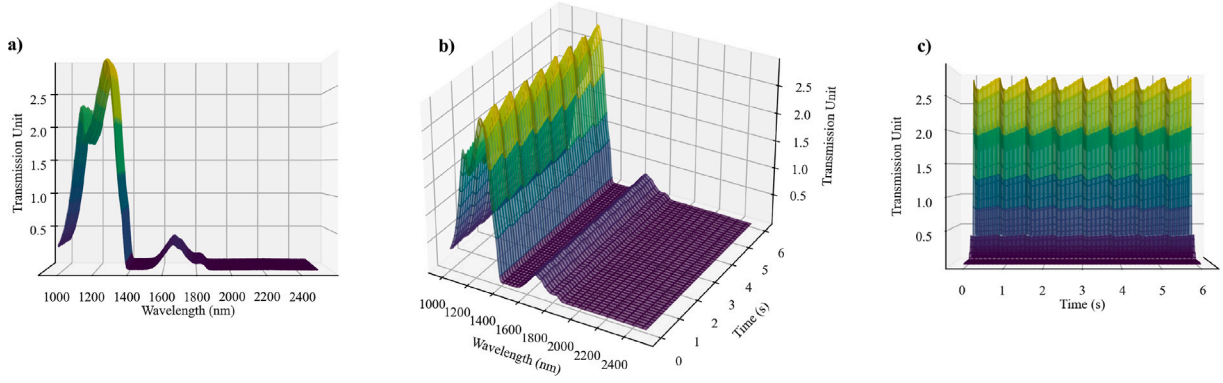 a)
Transmission Unit
2.5
2.0
1.5
1.0
0.5
1000 1200 1400 1600 1800 2000 2200 2400
Wavelength (nm)
b)
Transmission Unit
2.5
2.0
1.5
1.0
0.5
1000
1200
1400
1600
1800
2000
2200
2400
Wavelength (nm)
0
1
2
3
4
5
6
Time (s)
c)
Transmission Unit
2.5
2.0
1.5
1.0
0.5
0 1 2 3 4 5 6
Time (s)